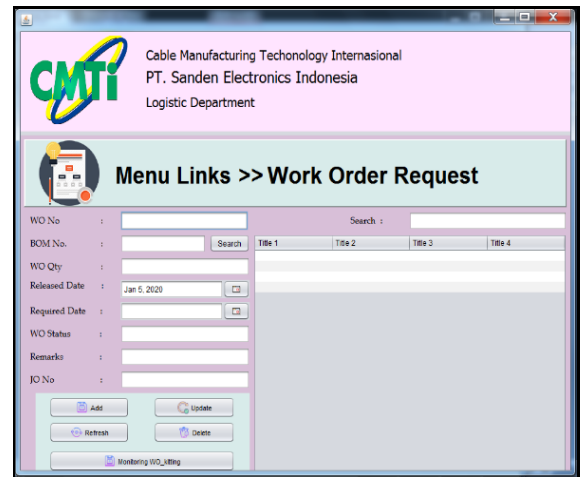 CMTi
Cable Manufacturing Techonology Internasional
PT. Sanden Electronics Indonesia
Logistic Department
Menu Links >> Work Order Request
WO No :
Search :
BOM No. : Search
Title 1 Title 2 Title 3 Title 4
WO Qty :
Released Date : Jan 5, 2020
Required Date :
WO Status :
Remarks :
JO No :
Add Update
Refresh Delete
Monitoring WO_kitting